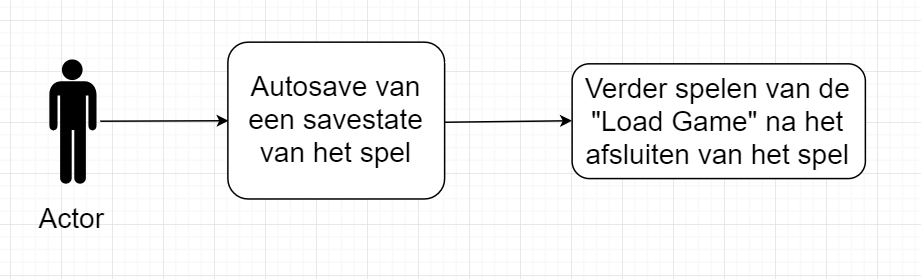 Autosave van
een savestate
van het spel
Verder spelen van de
"Load Game" na het
afsluiten van het spel
Actor